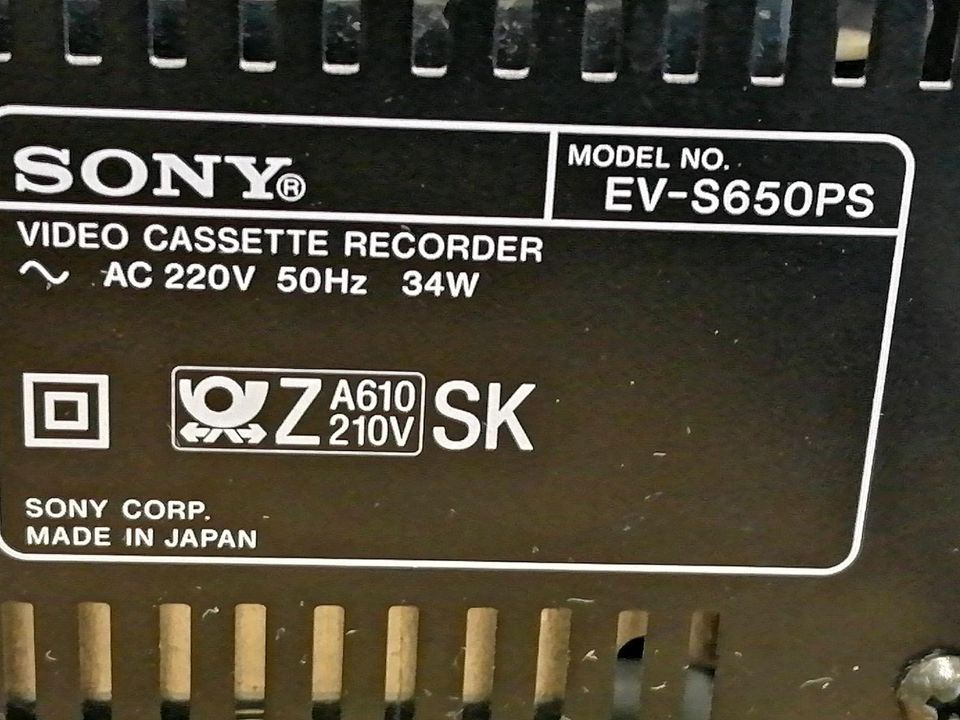 SONY®
MODEL NO.
EV-S650PS
VIDEO CASSETTE RECORDER
AC 220V 50Hz 34W
Z A610 210V SK
SONY CORP.
MADE IN JAPAN